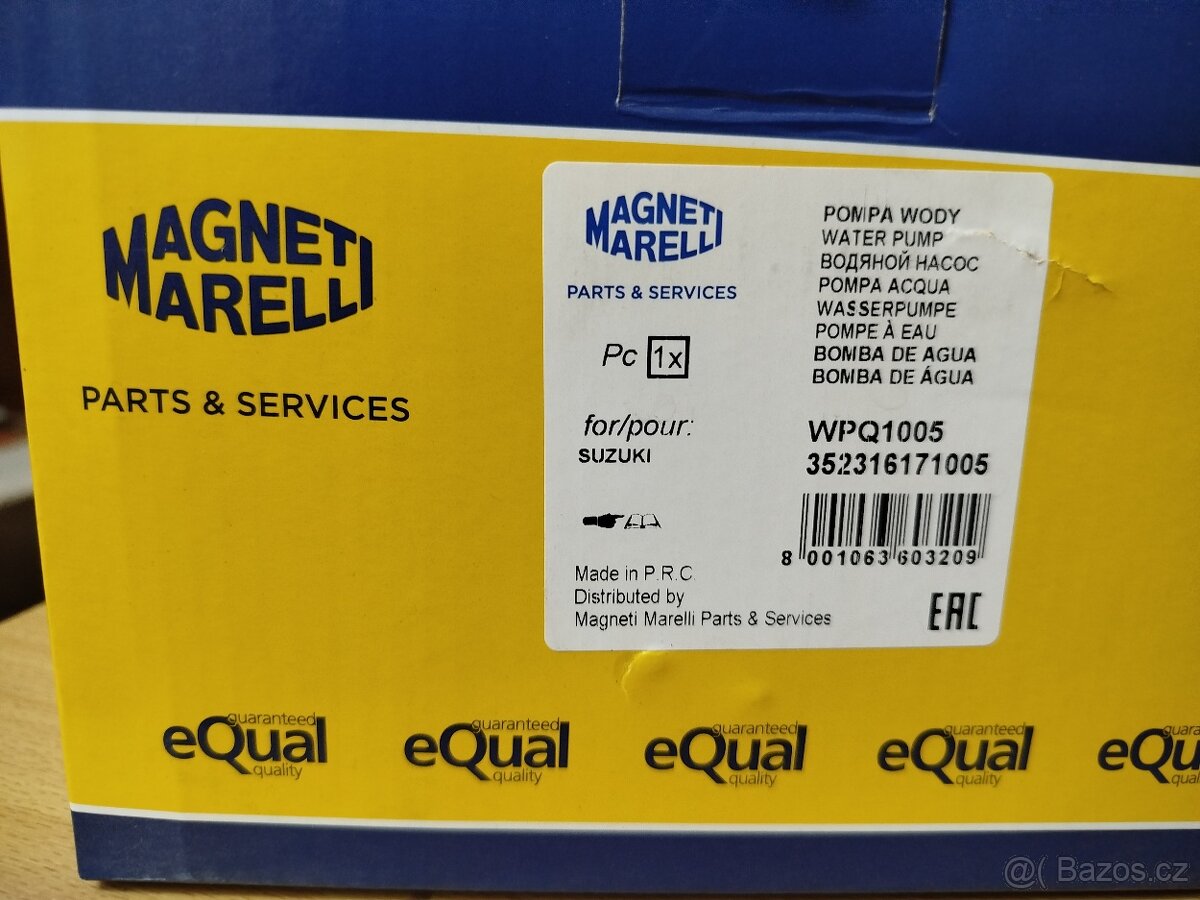 MAGNETI
MARELLI
PARTS & SERVICES
MAGNETI
MARELLI
PARTS & SERVICES
Pc 1x
for/pour:
SUZUKI
POMPA WODY
WATER PUMP
ВОДЯНОЙ НАСОС
POMPA ACQUA
WASSERPUMPE
POMPE À EAU
BOMBA DE AGUA
BOMBA DE ÁGUA
WPQ1005
352316171005
8 001063 603209
Made in P.R.C
Distributed by
Magneti Marelli Parts & Services
EAC
guaranteed
eQual
quality
guaranteed
eQual
quality
guaranteed
eQual
quality
guaranteed
eQual
quality
guara
eQua
qu
@( Bazos.cz